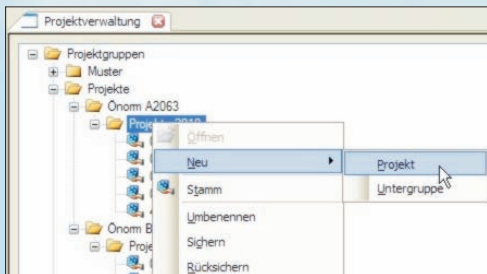 Projektverwaltung
Projektgruppen
Muster
Projekte
Önorm A2063
Öffnen
Neu
Projekt
Stamm
Untergruppe
Umbenennen
Önorm B
Sichern
Rücksichern